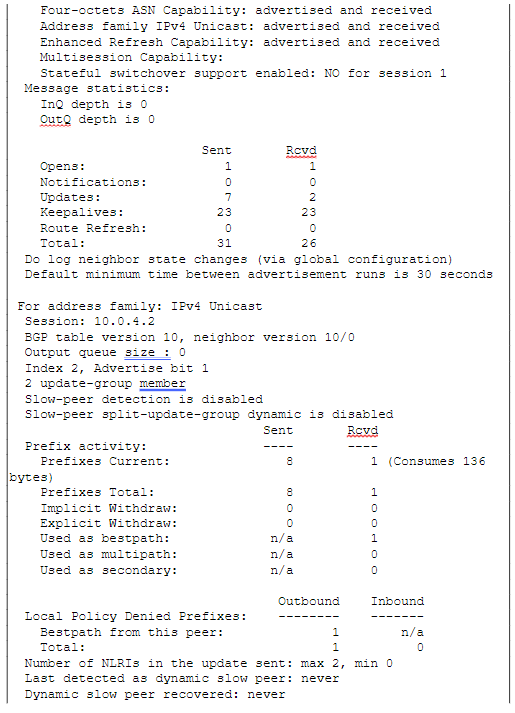 Four-octets ASN Capability: advertised and received
Address family IPv4 Unicast: advertised and received
Enhanced Refresh Capability: advertised and received
Multisession Capability:
Stateful switchover support enabled: NO for session 1
Message statistics:
InQ depth is 0
OutQ depth is 0
Sent Rcvd
Opens: 1 1
Notifications: 0 0
Updates: 7 2
Keepalives: 23 23
Route Refresh: 0 0
Total: 31 26
Do log neighbor state changes (via global configuration)
Default minimum time between advertisement runs is 30 seconds
For address family: IPv4 Unicast
Session: 10.0.4.2
BGP table version 10, neighbor version 10/0
Output queue size : 0
Index 2, Advertise bit 1
2 update-group member
Slow-peer detection is disabled
Slow-peer split-update-group dynamic is disabled
Sent Rcvd
Prefix activity: ---- ----
Prefixes Current: 8 1 (Consumes 136
bytes)
Prefixes Total: 8 1
Implicit Withdraw: 0 0
Explicit Withdraw: 0 0
Used as bestpath: n/a 1
Used as multipath: n/a 0
Used as secondary: n/a 0
Outbound Inbound
Local Policy Denied Prefixes: -------- -------
Bestpath from this peer: 1 n/a
Total: 1 0
Number of NLRIs in the update sent: max 2, min 0
Last detected as dynamic slow peer: never
Dynamic slow peer recovered: never